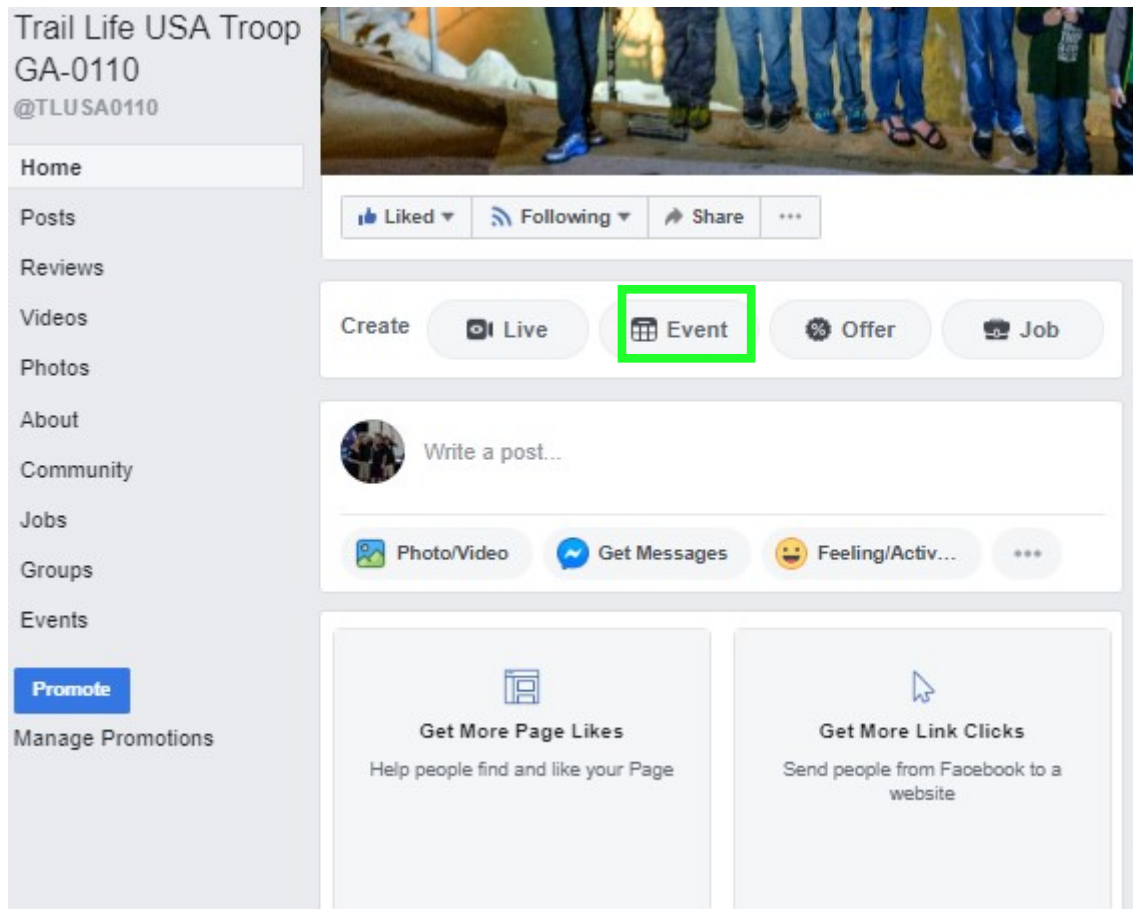 Trail Life USA Troop
GA-0110
@TLUSA0110
Home
Posts
Reviews
Videos
Photos
About
Community
Jobs
Groups
Events
Promote
Manage Promotions
Liked Following Share ...
Create Live Event Offer Job
Write a post...
Photo/Video Get Messages Feeling/Activ... ...
Get More Page Likes
Help people find and like your Page
Get More Link Clicks
Send people from Facebook to a
website